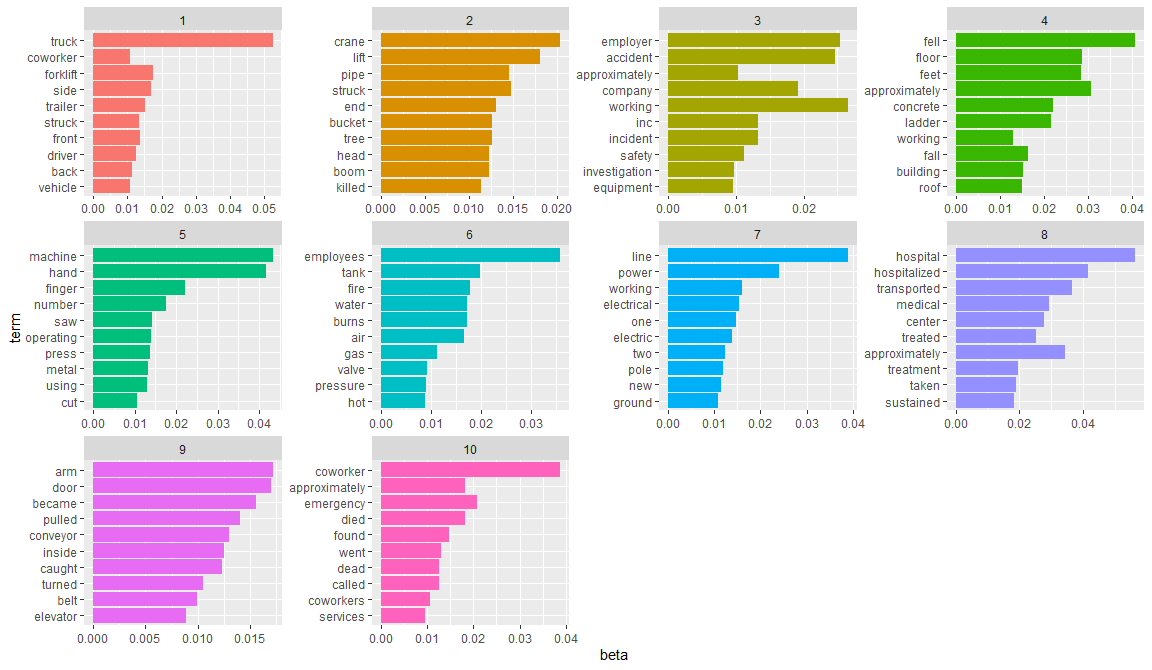 1
truck
coworker
forklift
side
trailer
struck
front
driver
back
vehicle
0.00 0.01 0.02 0.03 0.04 0.05
2
crane
lift
pipe
struck
end
bucket
tree
head
boom
killed
0.000 0.005 0.010 0.015 0.020
3
employer
accident
approximately
company
working
inc
incident
safety
investigation
equipment
0.00 0.01 0.02
4
fell
floor
feet
approximately
concrete
ladder
working
fall
building
roof
0.00 0.01 0.02 0.03 0.04
5
machine
hand
finger
number
saw
operating
press
metal
using
cut
0.00 0.01 0.02 0.03 0.04
6
employees
tank
fire
water
burns
air
gas
valve
pressure
hot
0.00 0.01 0.02 0.03
7
line
power
working
electrical
one
electric
two
pole
new
ground
0.00 0.01 0.02 0.03 0.04
8
hospital
hospitalized
transported
medical
center
treated
approximately
treatment
taken
sustained
0.00 0.02 0.04
9
arm
door
became
pulled
conveyor
inside
caught
turned
belt
elevator
0.000 0.005 0.010 0.015
10
coworker
approximately
emergency
died
found
went
dead
called
coworkers
services
0.00 0.01 0.02 0.03 0.04
term
beta